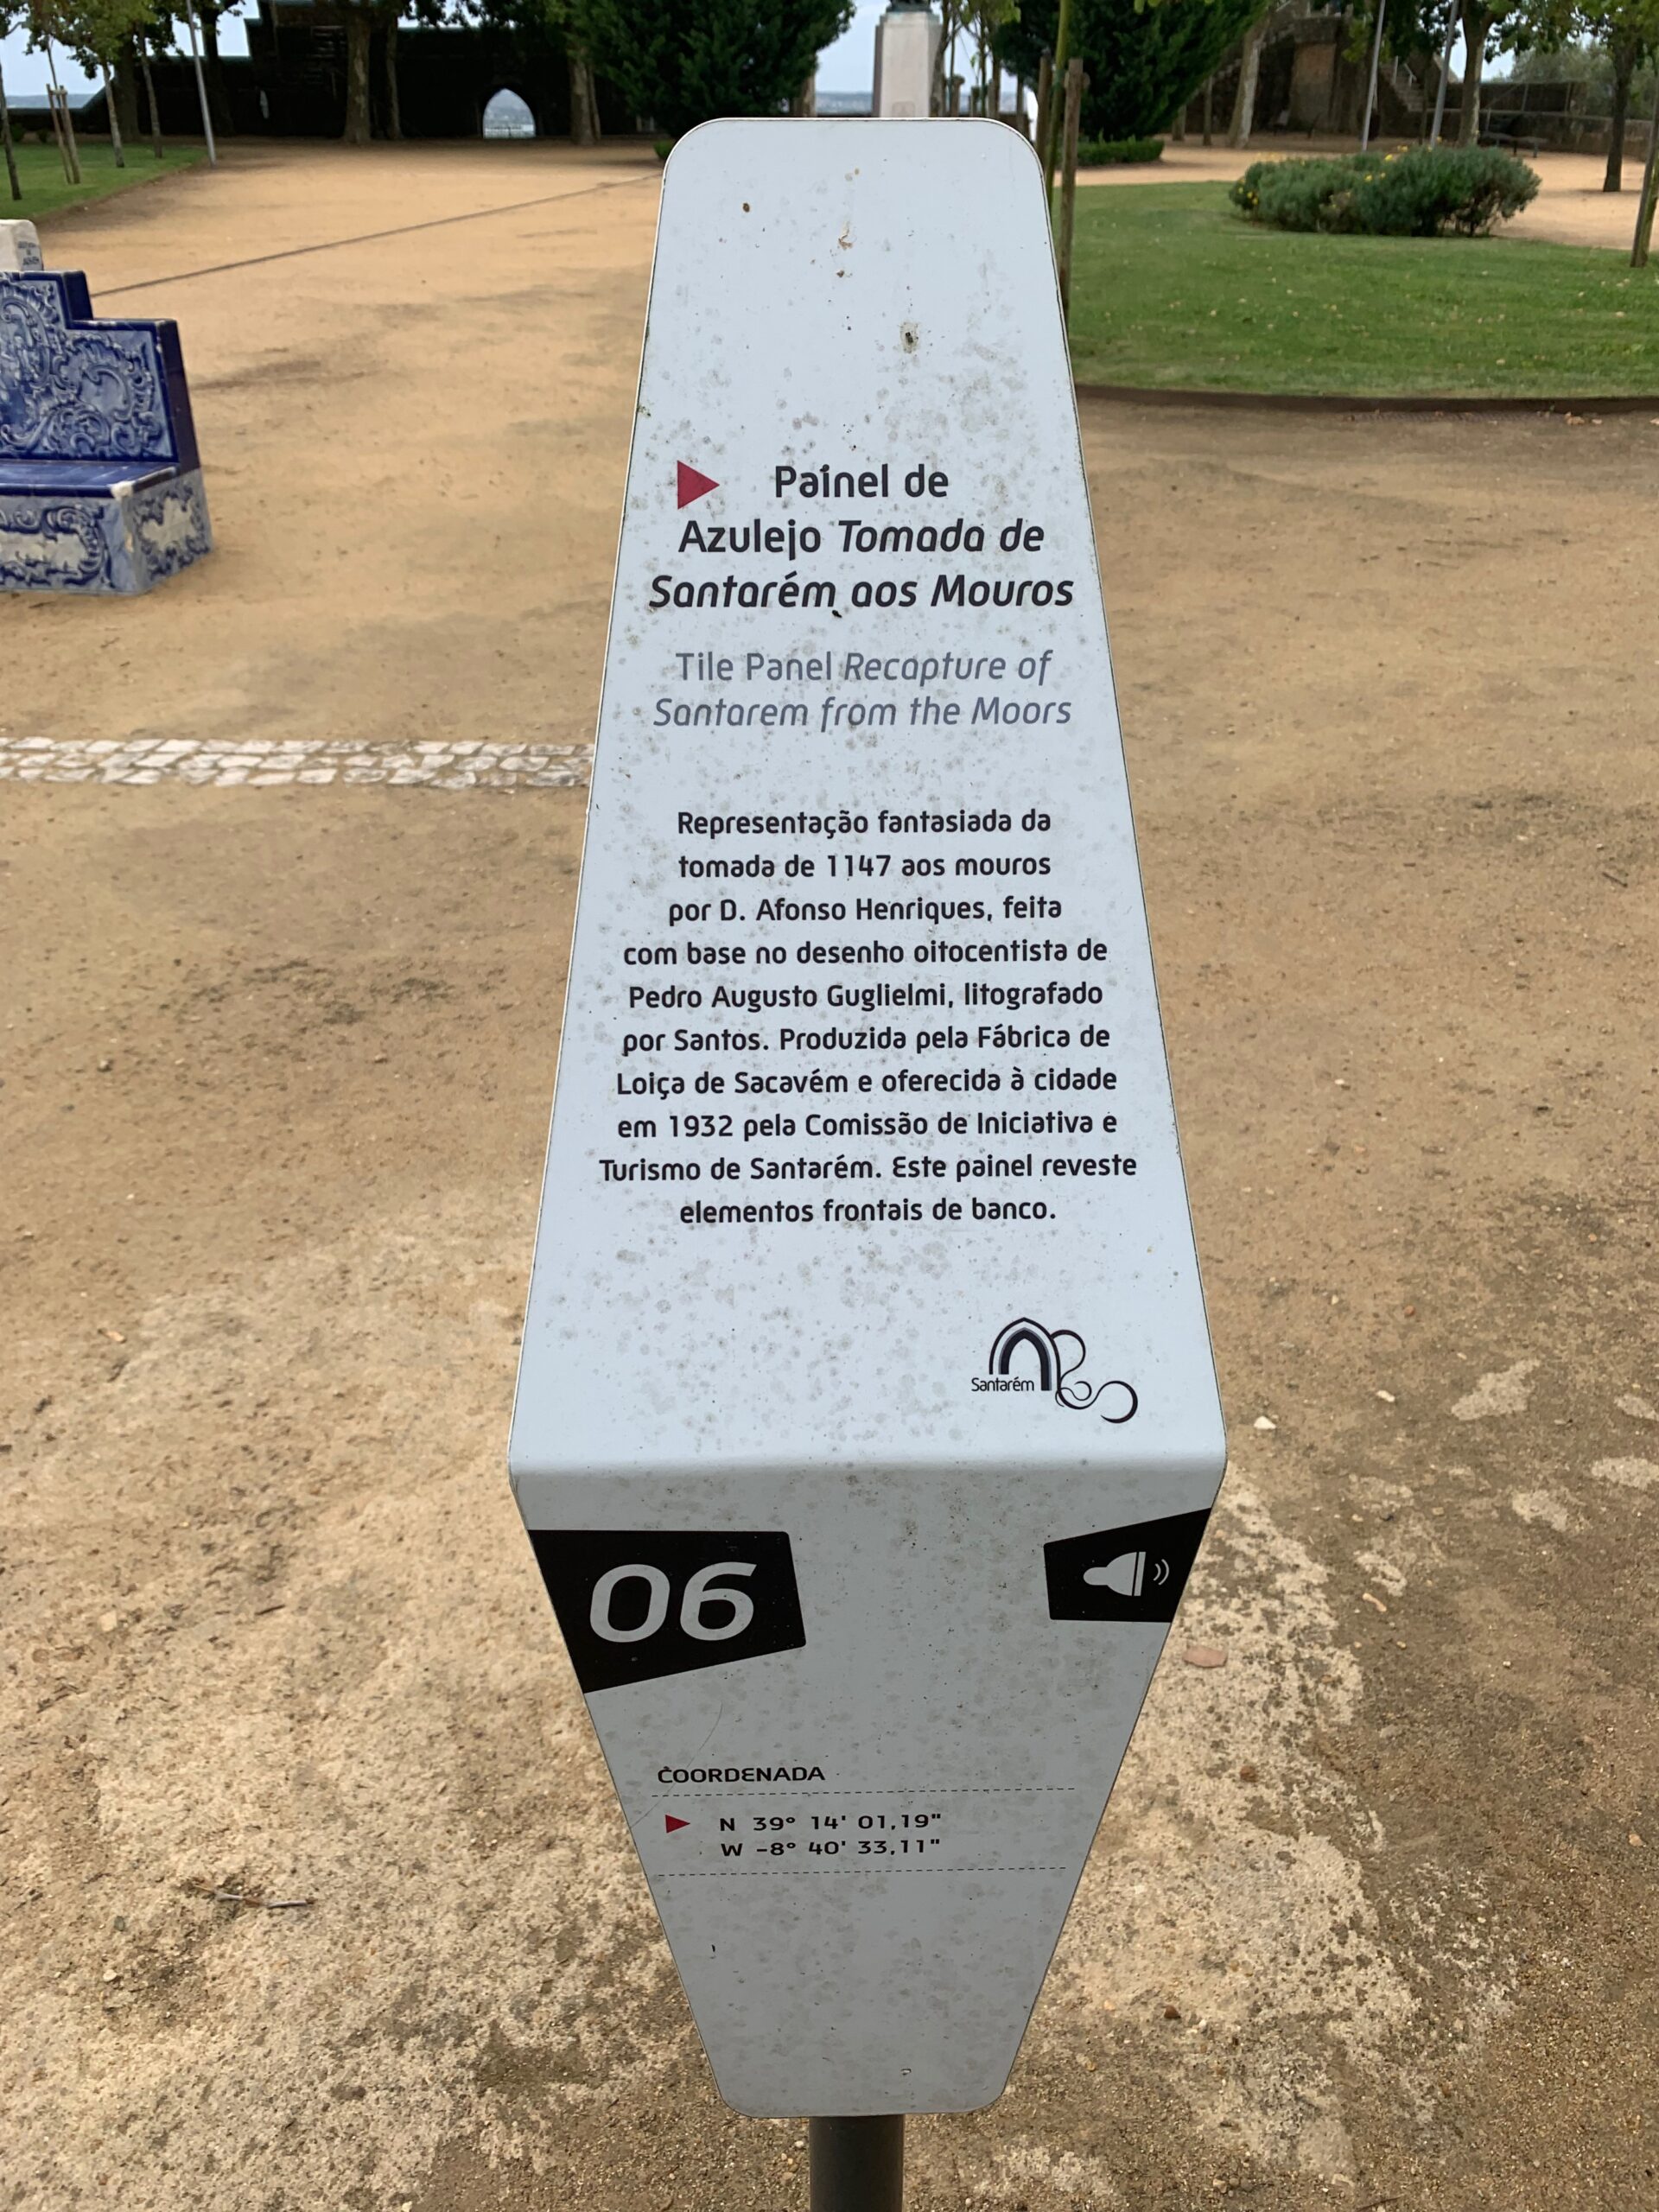 Painel de
Azulejo Tomada de
Santarém aos Mouros
Tile Panel Recapture of
Santarem from the Moors
Representação fantasiada da
tomada de 1147 aos mouros
por D. Afonso Henriques, feita
com base no desenho oitocentista de
Pedro Augusto Guglielmi, litografado
por Santos. Produzida pela Fábrica de
Loiça de Sacavém e oferecida à cidade
em 1932 pela Comissão de Iniciativa e
Turismo de Santarém. Este painel reveste
elementos frontais de banco.
Santarém
06
COORDENADA
N 39° 14' 01,19"
W -8° 40' 33,11"